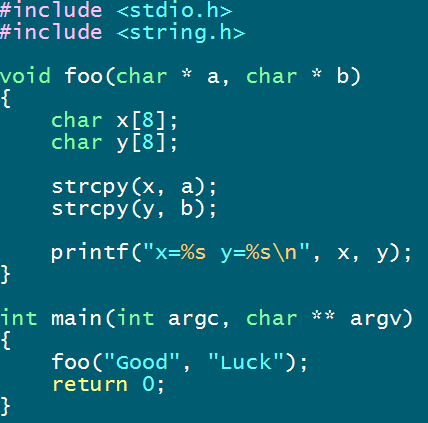 #include <stdio.h>
#include <string.h>

void foo(char * a, char * b)
{
    char x[8];
    char y[8];

    strcpy(x, a);
    strcpy(y, b);

    printf("x=%s y=%s\n", x, y);
}

int main(int argc, char ** argv)
{
    foo("Good", "Luck");
    return 0;
}